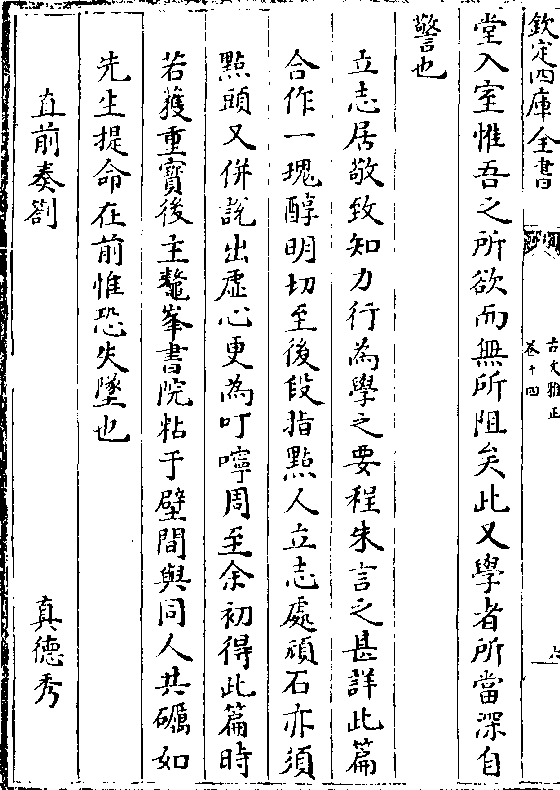 欽定四庫全書
古文雅正
卷十四
堂入室惟吾之所欲而無所阻矣此又學者所當深自
警也
立志居敬致知力行為學之要程朱言之甚詳此篇
合作一塊醇明切至後段指點人立志處頑石亦須
點頭又併說出虛心更為叮嚀周至余初得此篇時
若獲重寶後主鼇峯書院粘于壁間與同人共礪如
先生提命在前惟恐失墜也
直前奏劄 真德秀